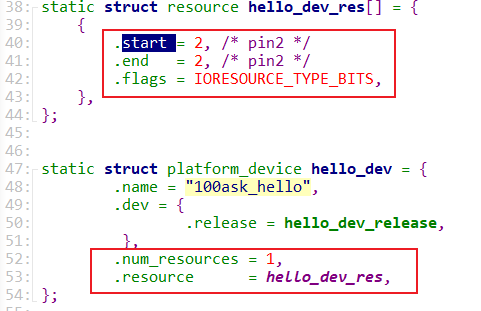 38: static struct resource hello_dev_res[] = {
39:     {
40:         .start = 2, /* pin2 */
41:         .end   = 2, /* pin2 */
42:         .flags = IORESOURCE_TYPE_BITS,
43:     },
44: };
45:
46:
47: static struct platform_device hello_dev = {
48:         .name = "100ask_hello",
49:         .dev = {
50:                 .release = hello_dev_release,
51:          },
52:         .num_resources = 1,
53:         .resource      = hello_dev_res,
54: };
55: